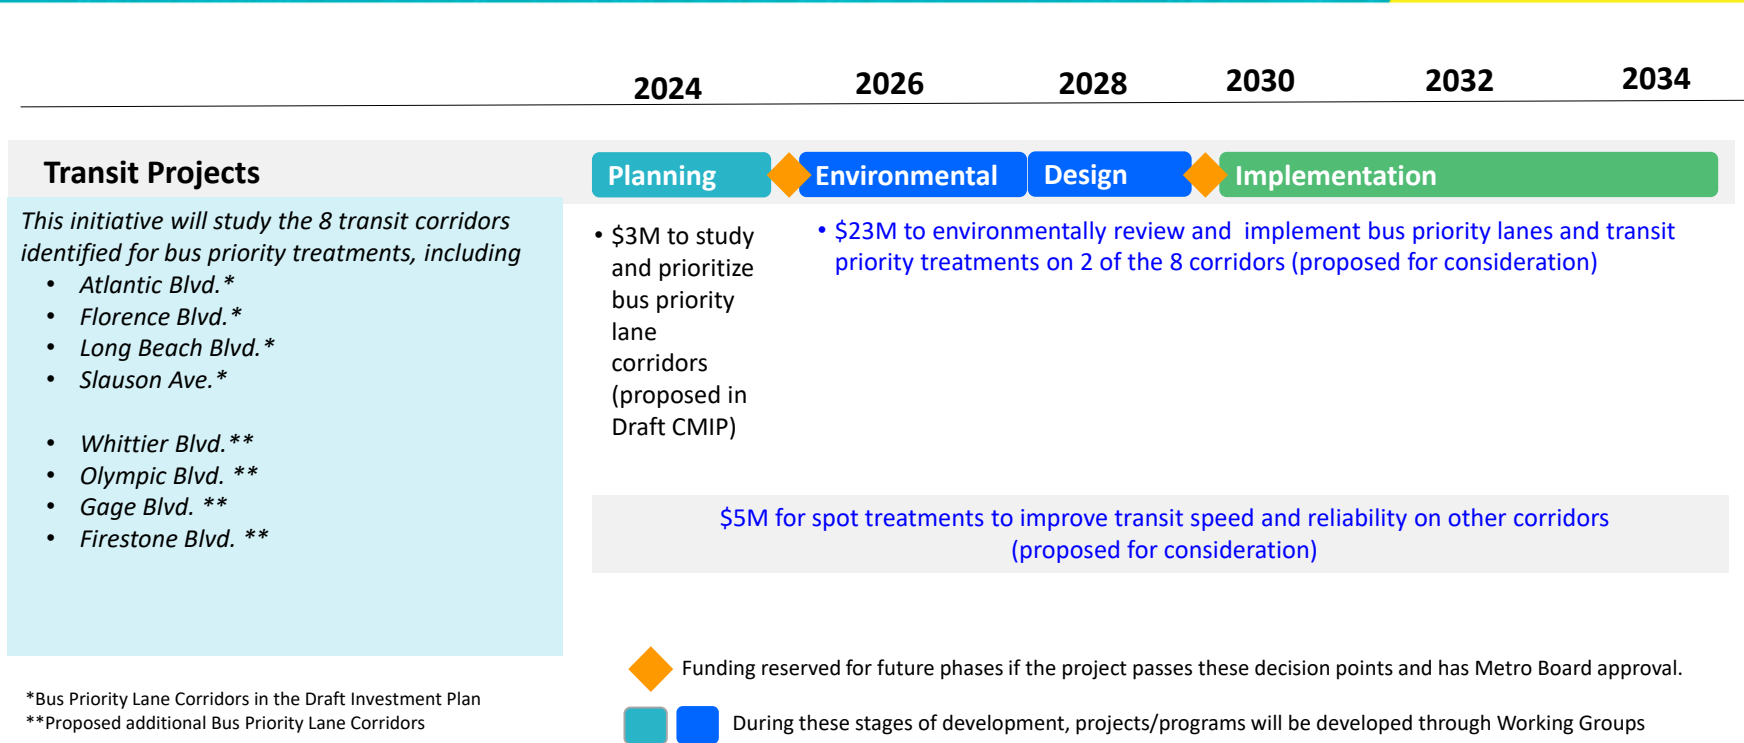 2024 2026 2028 2030 2032 2034
Transit Projects
Planning Environmental Design Implementation
This initiative will study the 8 transit corridors
identified for bus priority treatments, including
• Atlantic Blvd.*
• Florence Blvd.*
• Long Beach Blvd.*
• Slauson Ave.*
• Whittier Blvd.**
• Olympic Blvd. **
• Gage Blvd. **
• Firestone Blvd. **
• $3M to study
and prioritize
bus priority
lane
corridors
(proposed in
Draft CMIP)
• $23M to environmentally review and implement bus priority lanes and transit
priority treatments on 2 of the 8 corridors (proposed for consideration)
$5M for spot treatments to improve transit speed and reliability on other corridors
(proposed for consideration)
Funding reserved for future phases if the project passes these decision points and has Metro Board approval.
During these stages of development, projects/programs will be developed through Working Groups
*Bus Priority Lane Corridors in the Draft Investment Plan
**Proposed additional Bus Priority Lane Corridors